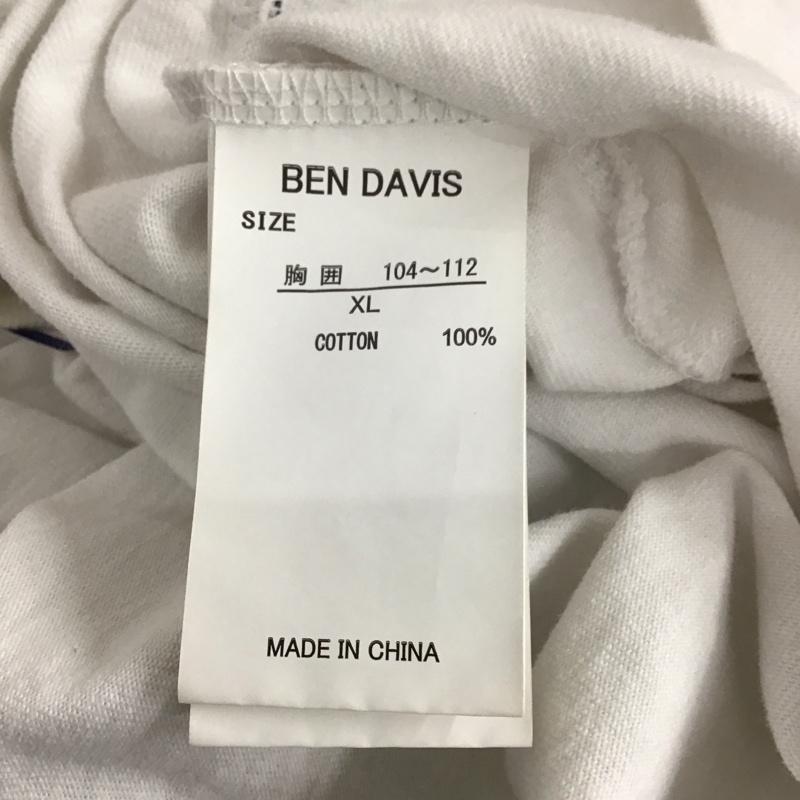 BEN DAVIS
SIZE
胸 囲 104～112
XL
COTTON 100%
MADE IN CHINA